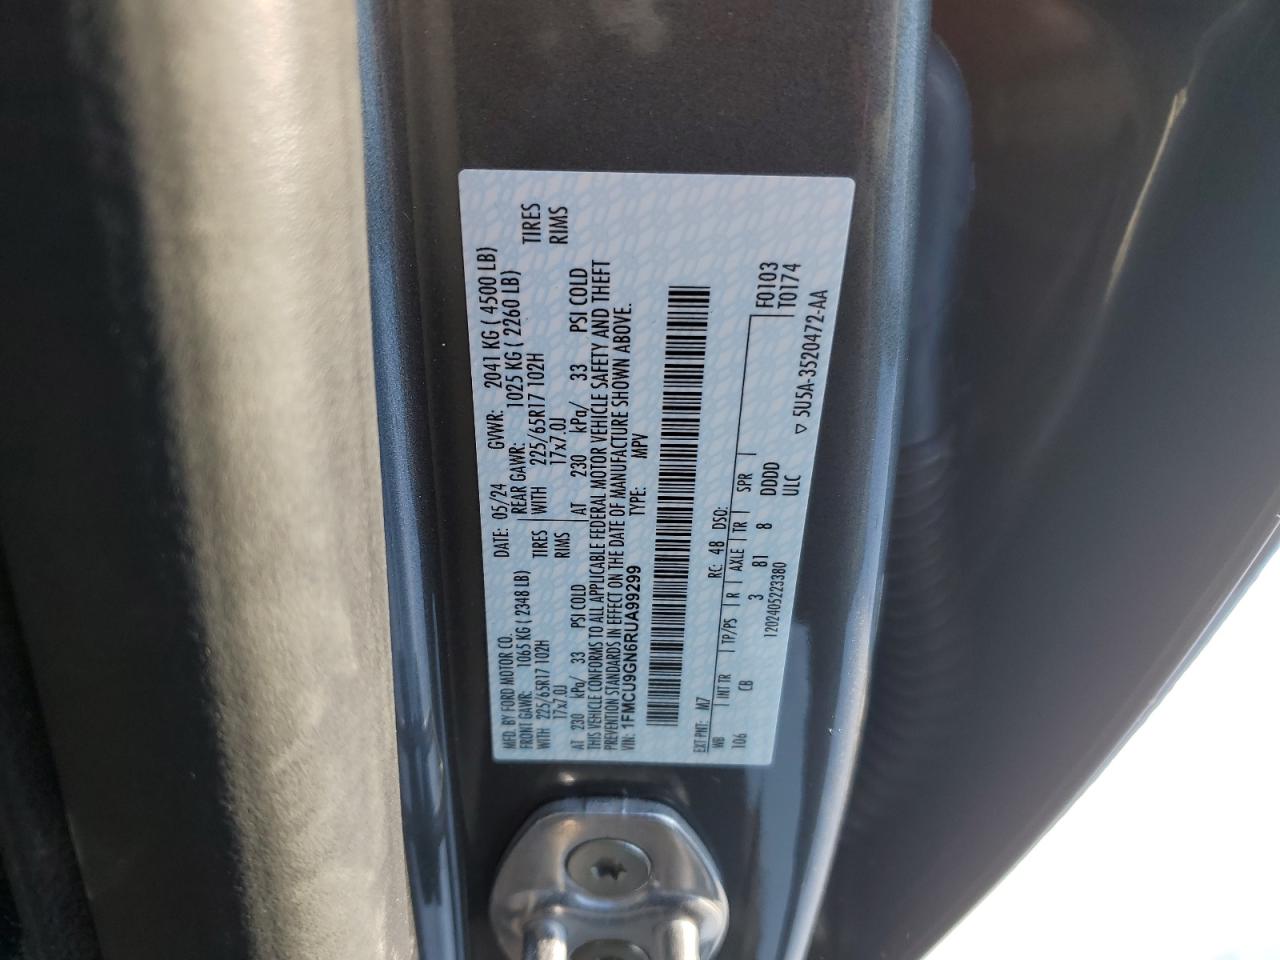 MFD. BY FORD MOTOR CO.
DATE: 05/24 GVWR: 2041 KG ( 4500 LB)
FRONT GAWR: 1065 KG ( 2348 LB) REAR GAWR: 1025 KG ( 2260 LB)
WITH 225/65R17 102H TIRES WITH 225/65R17 102H TIRES
17x7.0J RIMS 17x7.0J RIMS
AT 230 kPa/ 33 PSI COLD AT 230 kPa/ 33 PSI COLD
THIS VEHICLE CONFORMS TO ALL APPLICABLE FEDERAL MOTOR VEHICLE SAFETY AND THEFT
PREVENTION STANDARDS IN EFFECT ON THE DATE OF MANUFACTURE SHOWN ABOVE.
VIN: 1FMCU9GN6RUA99299 TYPE: MPV
EXT PNT: M7 RC: 48 DSO:
WB INT TR TP/PS R AXLE TR SPR F0103
106 CB 3 81 8 DDDD T0174
1202405223380 ULC
▽ 5U5A-3520472-AA